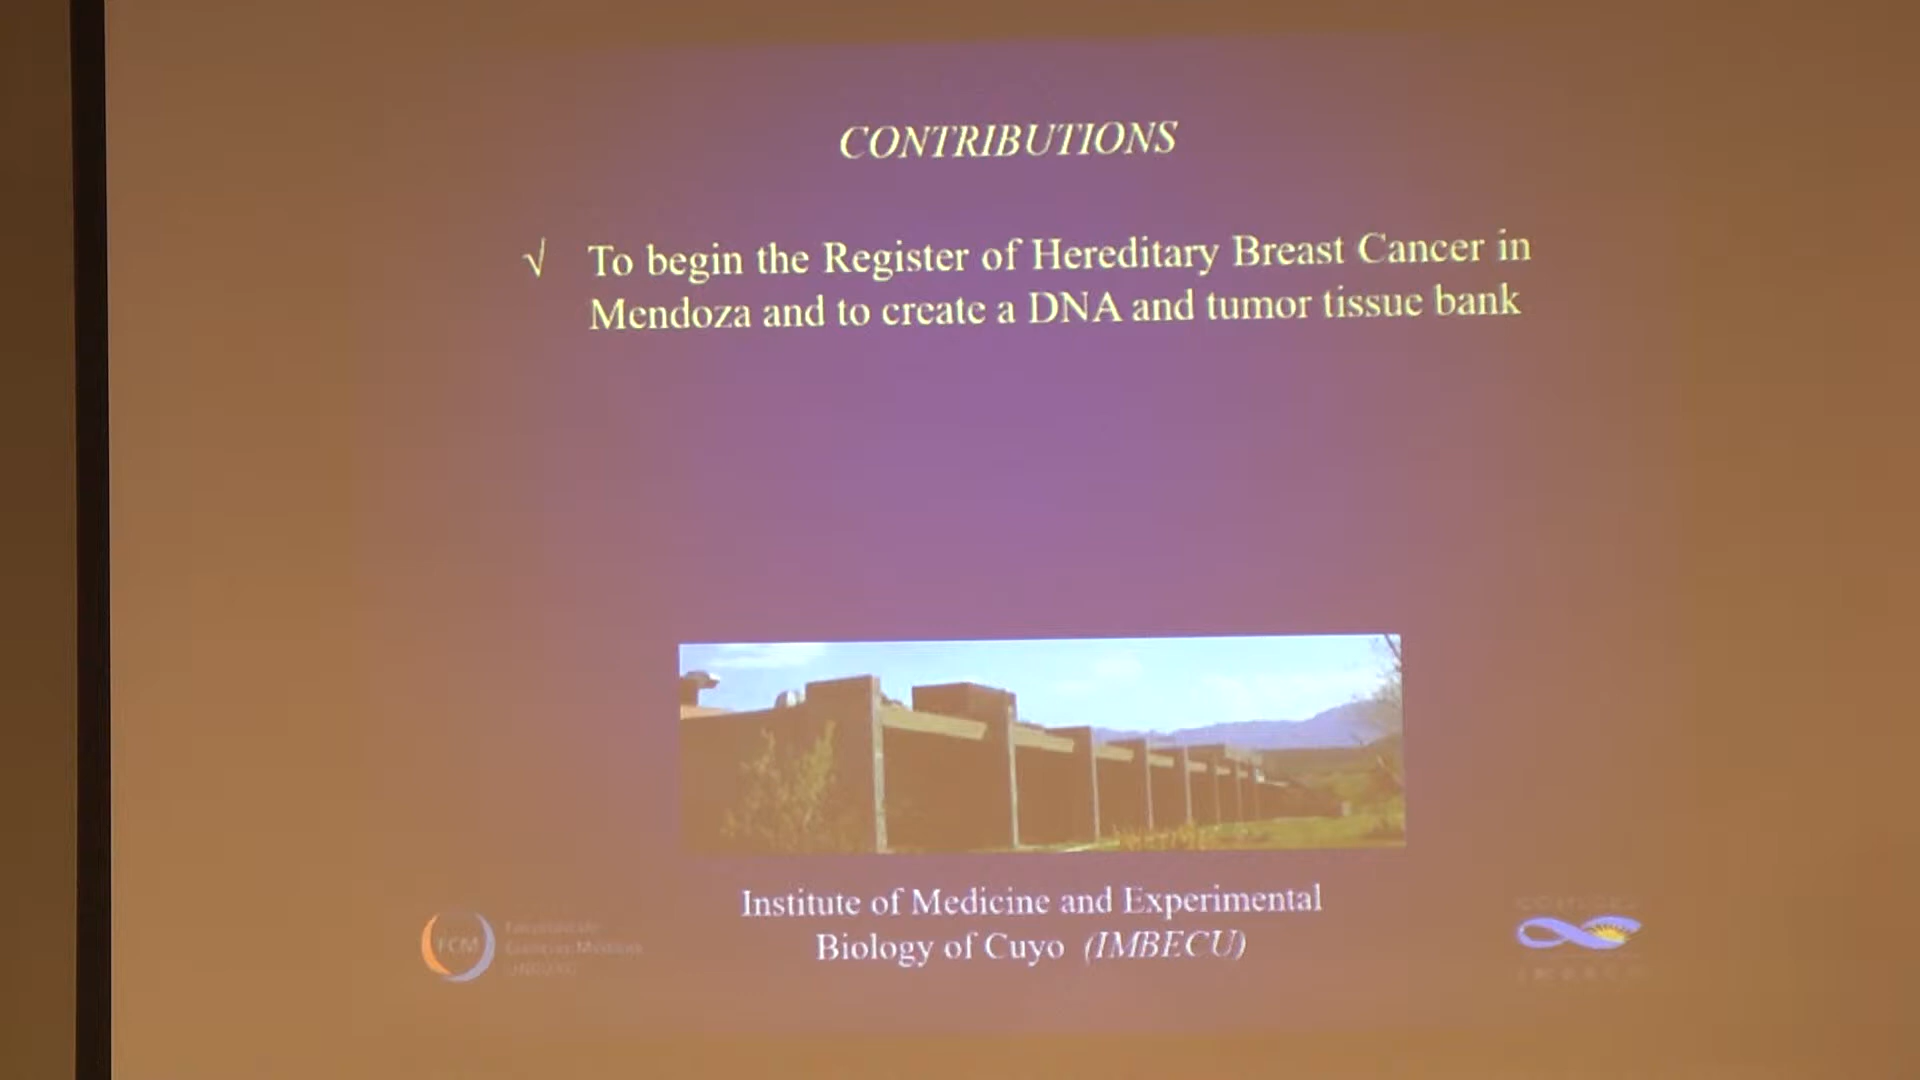 CONTRIBUTIONS
√ To begin the Register of Hereditary Breast Cancer in
Mendoza and to create a DNA and tumor tissue bank
Institute of Medicine and Experimental
Biology of Cuyo (IMBECU)
FCM